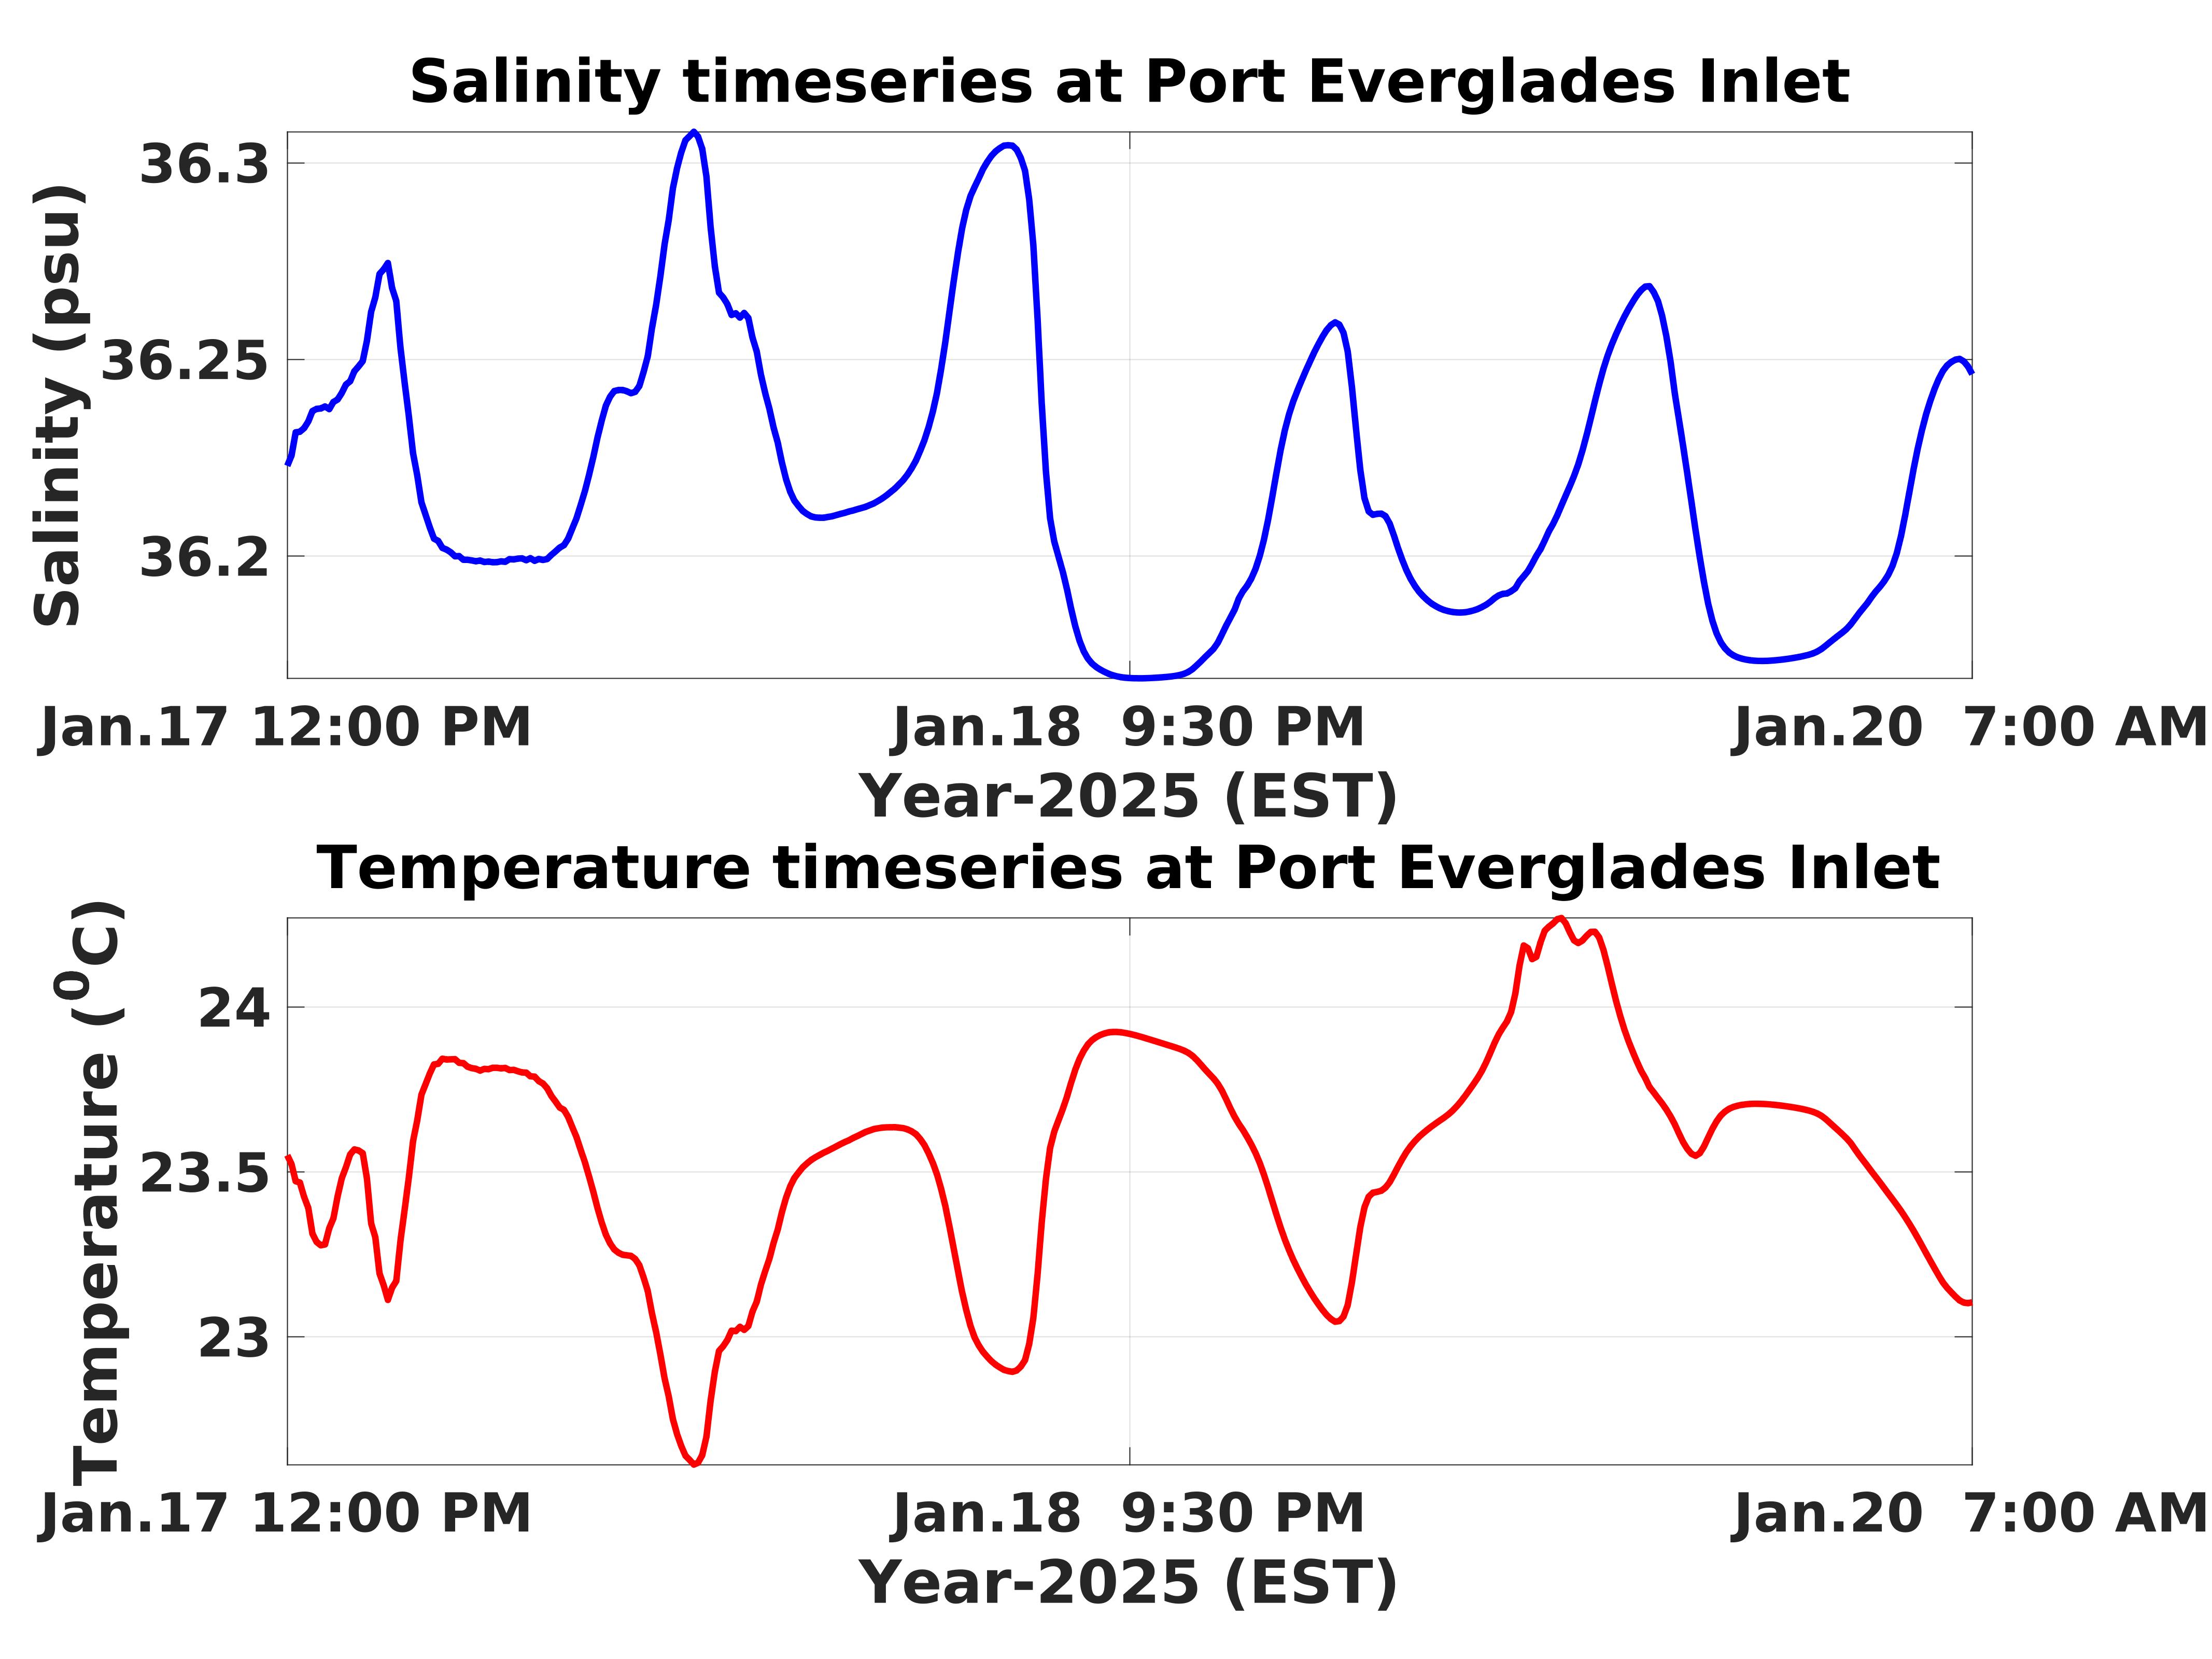 Salinity timeseries at Port Everglades Inlet
Salinity (psu)
36.3
36.25
36.2
Jan.17 12:00 PM
Jan.18  9:30 PM
Jan.20  7:00 AM
Year-2025 (EST)
Temperature timeseries at Port Everglades Inlet
Temperature (⁰C)
24
23.5
23
Jan.17 12:00 PM
Jan.18  9:30 PM
Jan.20  7:00 AM
Year-2025 (EST)